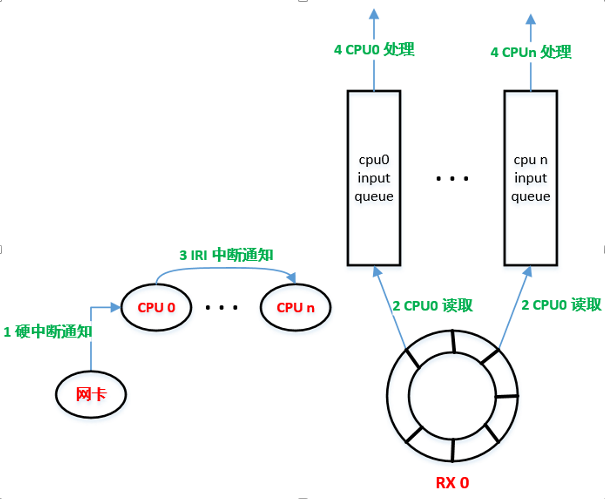 4 CPU0 处理
4 CPUn 处理
cpu0
input
queue
. . .
cpu n
input
queue
3 IRI 中断通知
CPU 0
. . .
CPU n
2 CPU0 读取
2 CPU0 读取
1 硬中断通知
网卡
RX 0